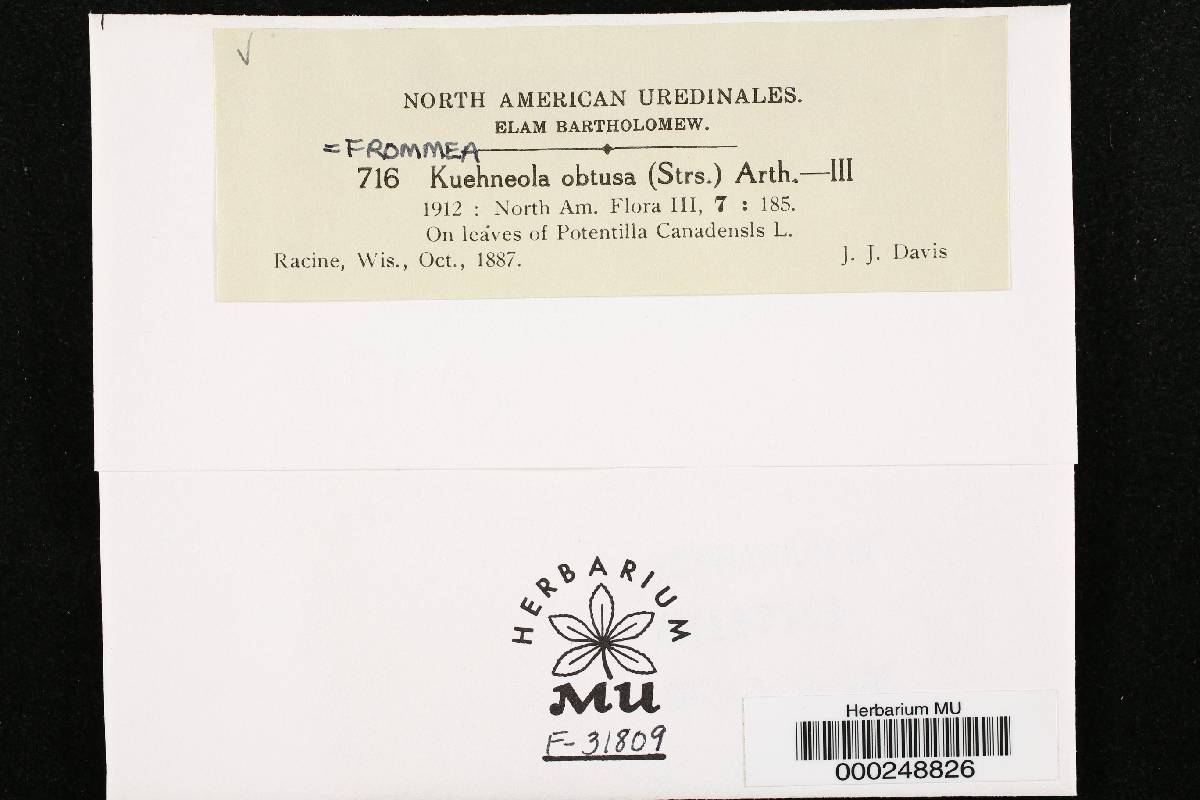 NORTH AMERICAN UREDINALES.
ELAM BARTHOLOMEW.
=FROMMEA
716 Kuehneola obtusa (Strs.) Arth.—III
1912 : North Am. Flora III, 7 : 185.
On leaves of Potentilla Canadensis L.
Racine, Wis., Oct., 1887. J. J. Davis
HERBARIUM
MU
F-31809
Herbarium MU
000248826